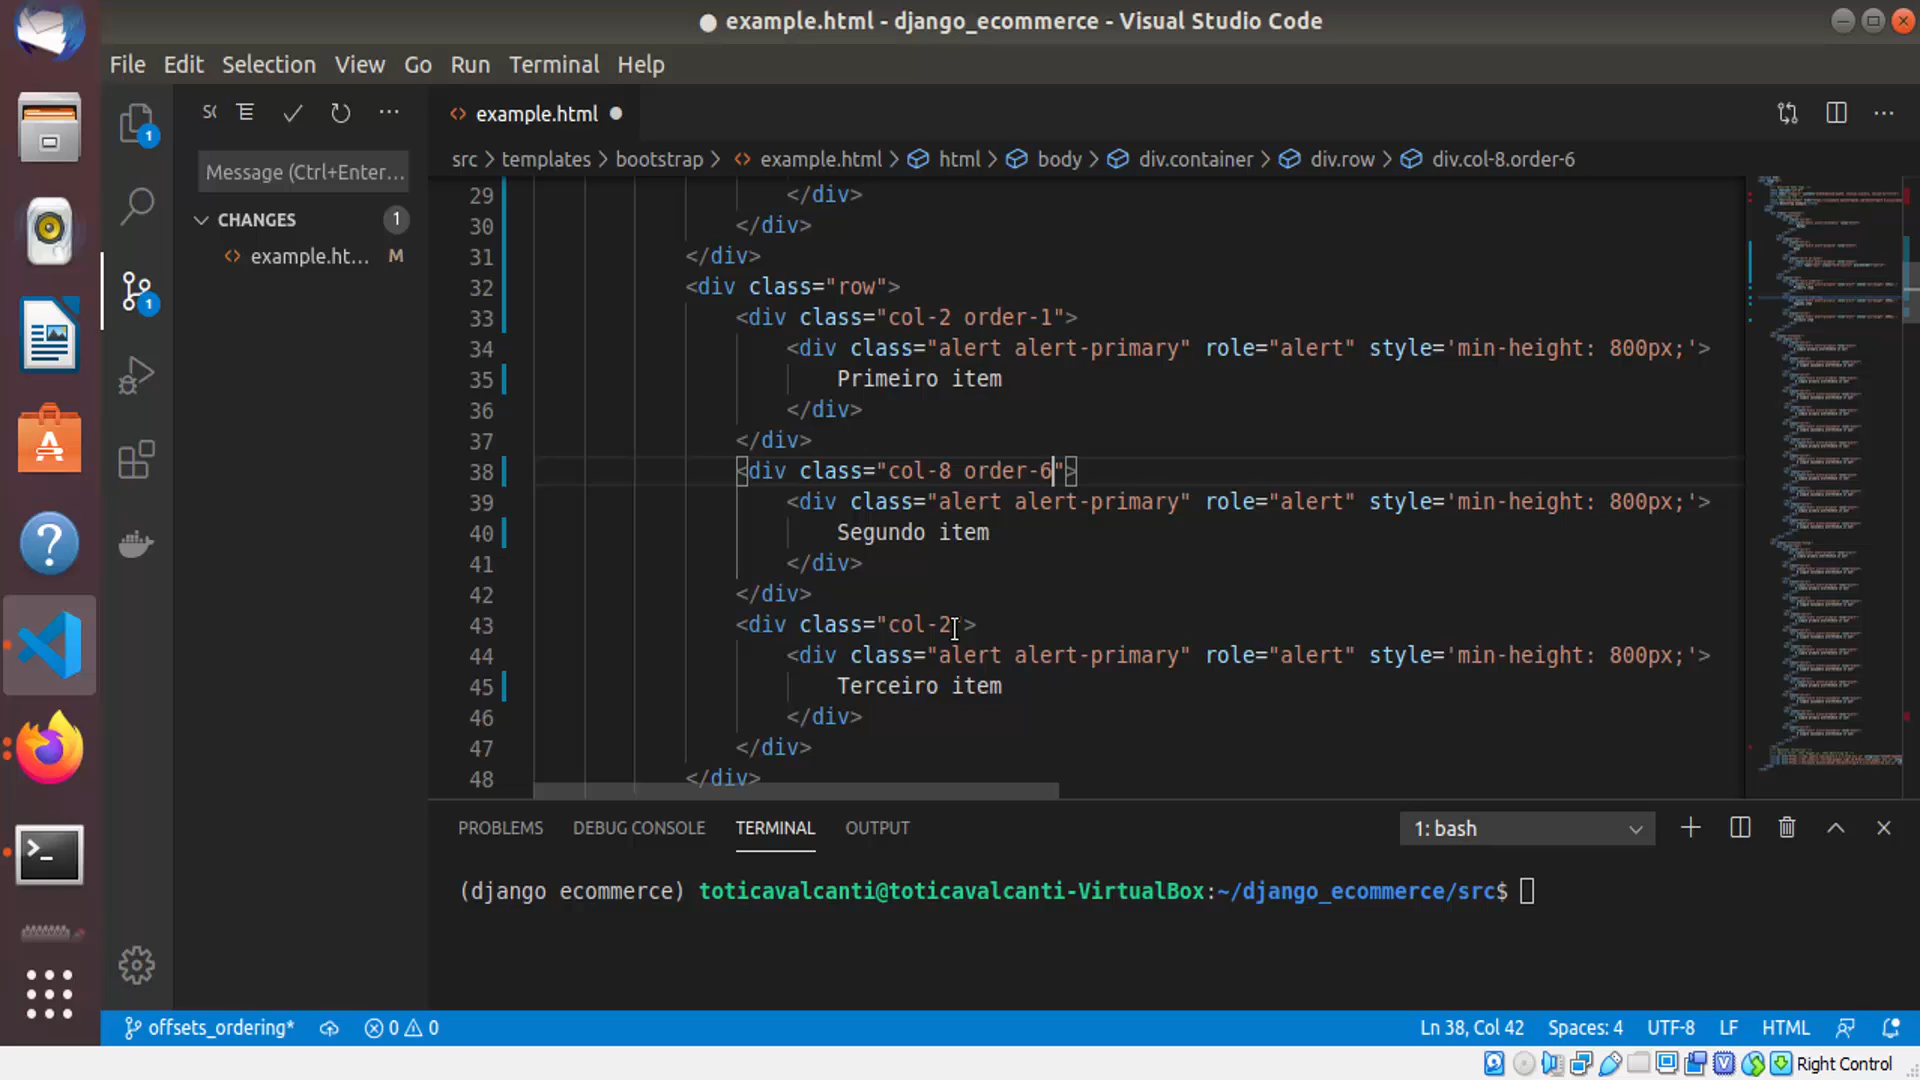 ● example.html - django_ecommerce - Visual Studio Code
File Edit Selection View Go Run Terminal Help
example.html
src > templates > bootstrap > example.html > html > body > div.container > div.row > div.col-8.order-6
Message (Ctrl+Enter...
CHANGES 1
example.ht... M
29 </div>
30 </div>
31 </div>
32 <div class="row">
33 <div class="col-2 order-1">
34 <div class="alert alert-primary" role="alert" style='min-height: 800px;'>
35 Primeiro item
36 </div>
37 </div>
38 <div class="col-8 order-6">
39 <div class="alert alert-primary" role="alert" style='min-height: 800px;'>
40 Segundo item
41 </div>
42 </div>
43 <div class="col-2">
44 <div class="alert alert-primary" role="alert" style='min-height: 800px;'>
45 Terceiro item
46 </div>
47 </div>
48 </div>
PROBLEMS DEBUG CONSOLE TERMINAL OUTPUT 1: bash
(django ecommerce) toticavalcanti@toticavalcanti-VirtualBox:~/django_ecommerce/src$
offsets_ordering* 0 0 Ln 38, Col 42 Spaces: 4 UTF-8 LF HTML
Right Control